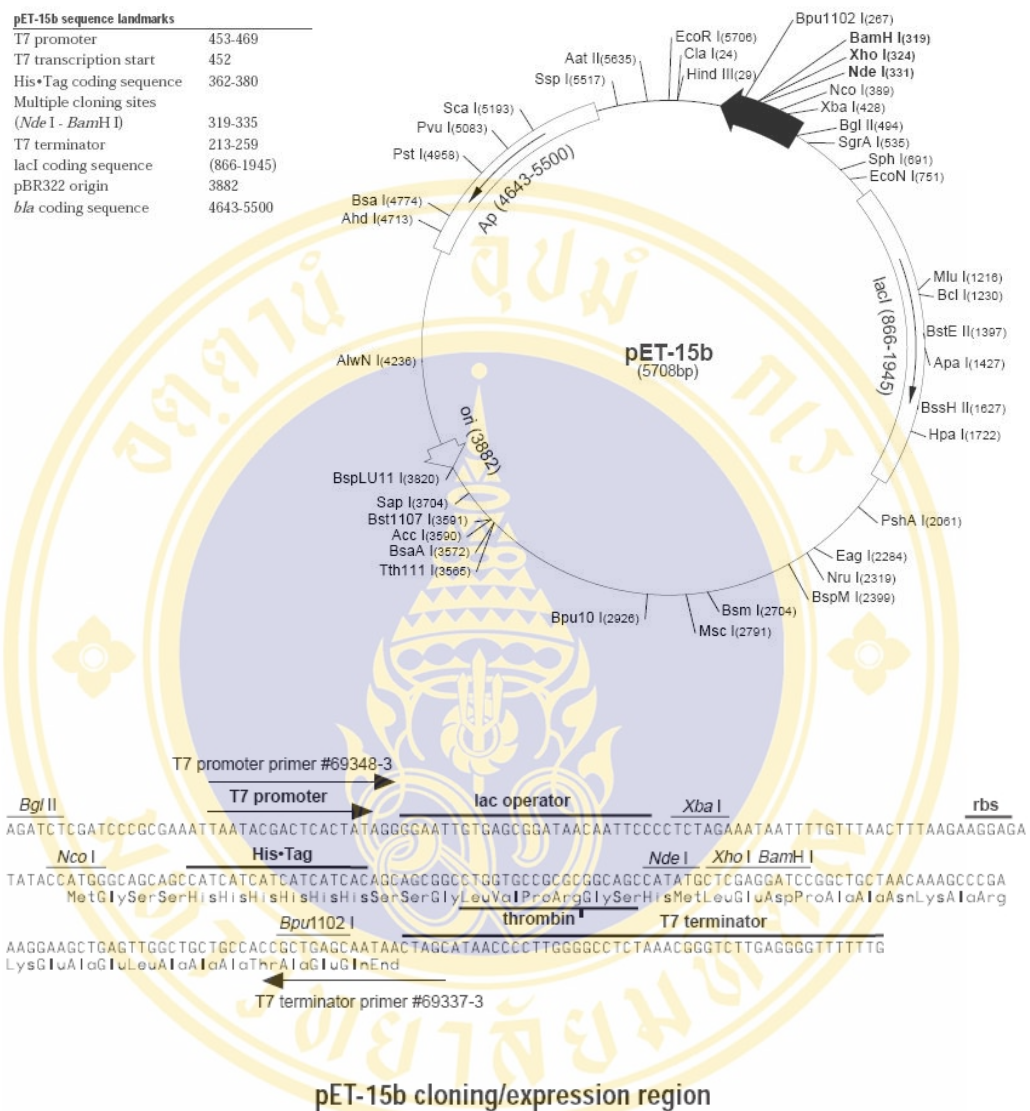 pET-15b sequence landmarks
T7 promoter 453-469
T7 transcription start 452
His•Tag coding sequence 362-380
Multiple cloning sites
(Nde I - BamH I) 319-335
T7 terminator 213-259
lacI coding sequence (866-1945)
pBR322 origin 3882
bla coding sequence 4643-5500
Bpu1102 I(267)
EcoR I(5706)
BamH I(319)
Aat II(5635)
Cla I(24)
Xho I(324)
Ssp I(5517)
Hind III(29)
Nde I(331)
Nco I(389)
Sca I(5193)
Xba I(428)
Pvu I(5083)
Bgl II(494)
SgrA I(535)
Pst I(4958)
Sph I(691)
EcoN I(751)
Bsa I(4774)
Ahd I(4713)
Ap (4643-5500)
lacI (866-1945)
Mlu I(1216)
Bcl I(1230)
BstE II(1397)
Apa I(1427)
AlwN I(4236)
pET-15b
(5708bp)
BssH II(1627)
Hpa I(1722)
ori (3882)
BspLU11 I(3820)
Sap I(3704)
Bst1107 I(3591)
Acc I(3590)
BsaA I(3572)
Tth111 I(3565)
PshA I(2061)
Eag I(2284)
Nru I(2319)
BspM I(2399)
Bpu10 I(2926)
Bsm I(2704)
Msc I(2791)
T7 promoter primer #69348-3
Bgl II T7 promoter lac operator Xba I rbs
AGATCTCGATCCCGCGAAATTAATACGACTCACTATAGGGGAATTGTGAGCGGATAACAATTCCCCTCTAGAAATAATTTTGTTTAACTTTAAGAAGGAGA
Nco I His•Tag Nde I Xho I BamH I
TATACCATGGGCAGCAGCCATCATCATCATCATCACAGCAGCGGCCTGGTGCCGCGCGGCAGCCATATGCTCGAGGATCCGGCTGCTAACAAAGCCCGA
MetGlySerSerHisHisHisHisHisHisSerSerGlyLeuValProArgGlySerHisMetLeuGluAspProAlaAlaAsnLysAlaArg
thrombin
Bpu1102 I T7 terminator
AAGGAAGCTGAGTTGGCTGCTGCCACCGCTGAGCAATAACTAGCATAACCCCTTGGGGCCTCTAAACGGGTCTTGAGGGGTTTTTTG
LysGluAlaGluLeuAlaAlaAlaThrAlaGluGlnEnd
T7 terminator primer #69337-3
pET-15b cloning/expression region